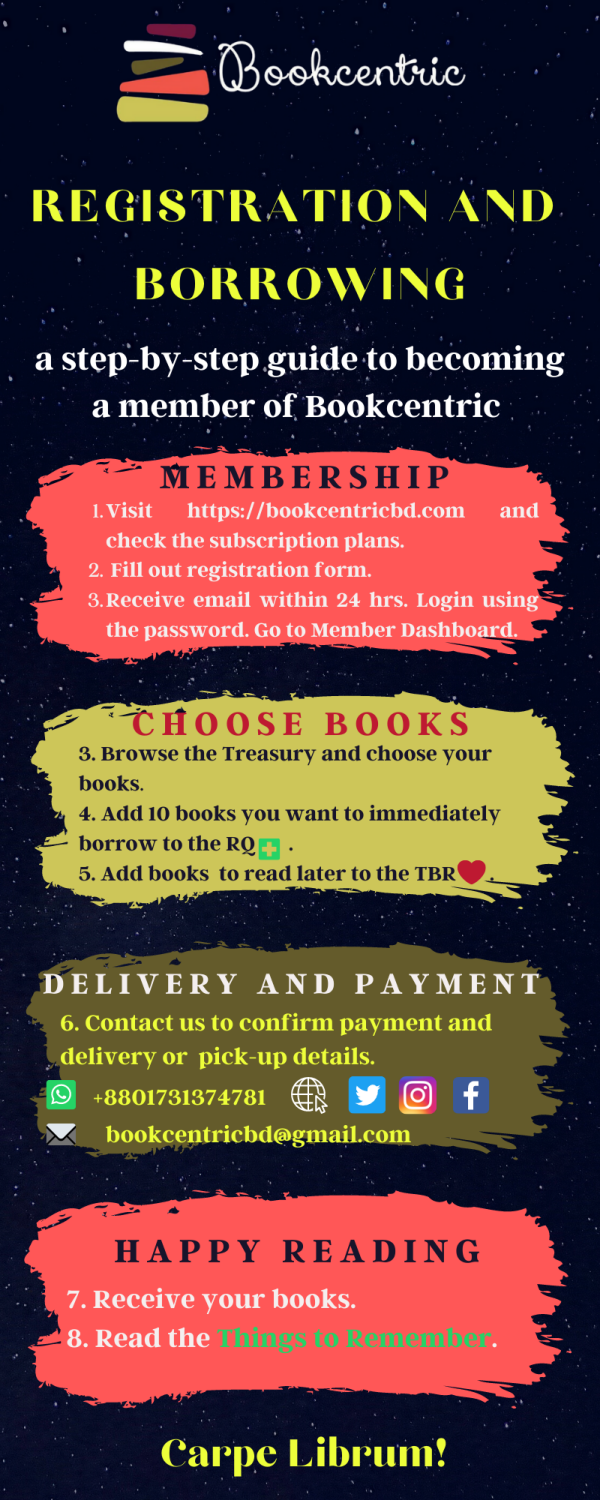 Bookcentric
REGISTRATION AND
BORROWING
a step-by-step guide to becoming
a member of Bookcentric
MEMBERSHIP
1. Visit https://bookcentricbd.com and
check the subscription plans.
2. Fill out registration form.
3. Receive email within 24 hrs. Login using
the password. Go to Member Dashboard.
CHOOSE BOOKS
3. Browse the Treasury and choose your
books.
4. Add 10 books you want to immediately
borrow to the RQ .
5. Add books to read later to the TBR .
DELIVERY AND PAYMENT
6. Contact us to confirm payment and
delivery or pick-up details.
+8801731374781
bookcentricbd@gmail.com
HAPPY READING
7. Receive your books.
8. Read the Things to Remember.
Carpe Librum!